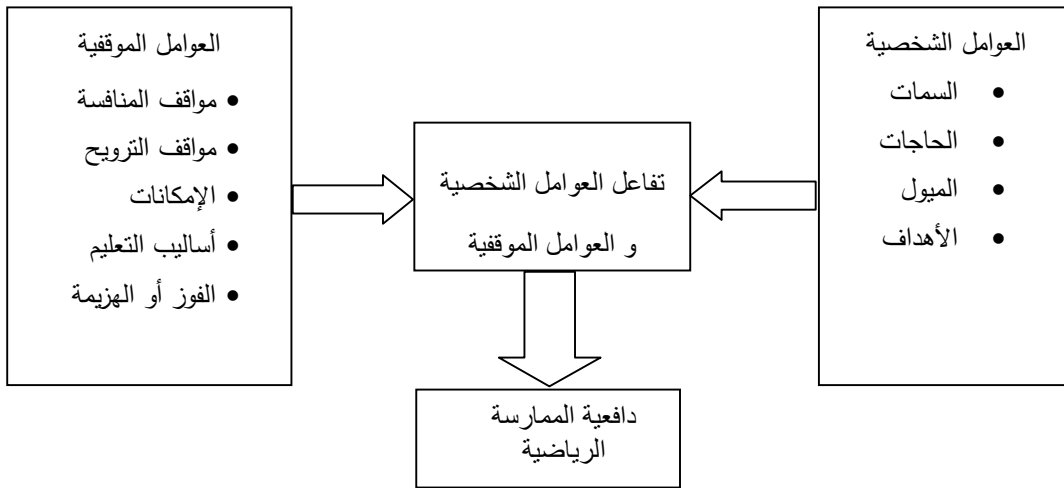 العوامل الشخصية
• السمات
• الحاجات
• الميول
• الأهداف
تفاعل العوامل الشخصية
و العوامل الموقفية
العوامل الموقفية
• مواقف المنافسة
• مواقف الترويح
• الإمكانات
• أساليب التعليم
• الفوز أو الهزيمة
دافعية الممارسة
الرياضية